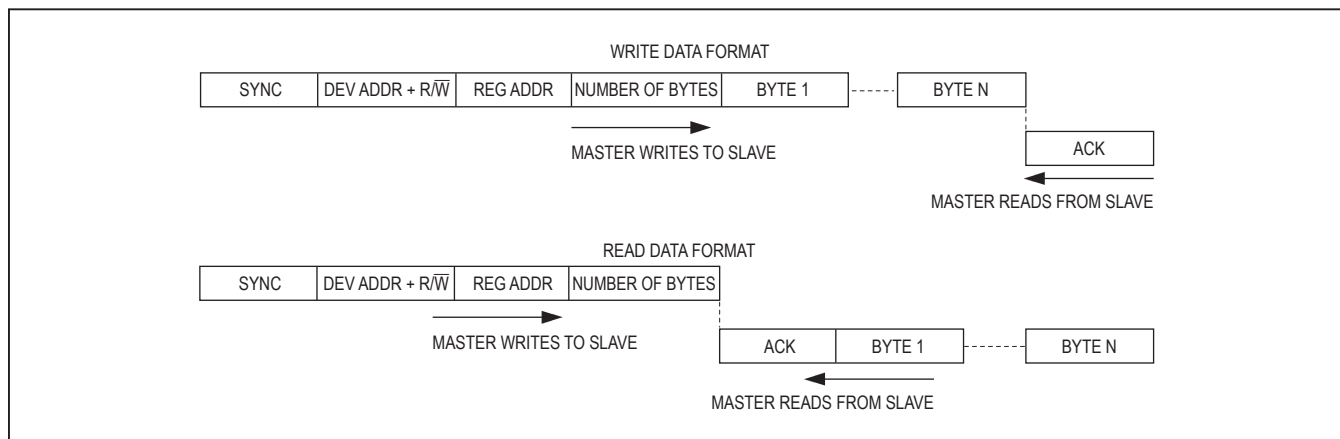 WRITE DATA FORMAT
SYNC DEV ADDR + R/W̅ REG ADDR NUMBER OF BYTES BYTE 1 BYTE N
MASTER WRITES TO SLAVE
ACK
MASTER READS FROM SLAVE
READ DATA FORMAT
SYNC DEV ADDR + R/W̅ REG ADDR NUMBER OF BYTES
MASTER WRITES TO SLAVE
ACK BYTE 1 BYTE N
MASTER READS FROM SLAVE